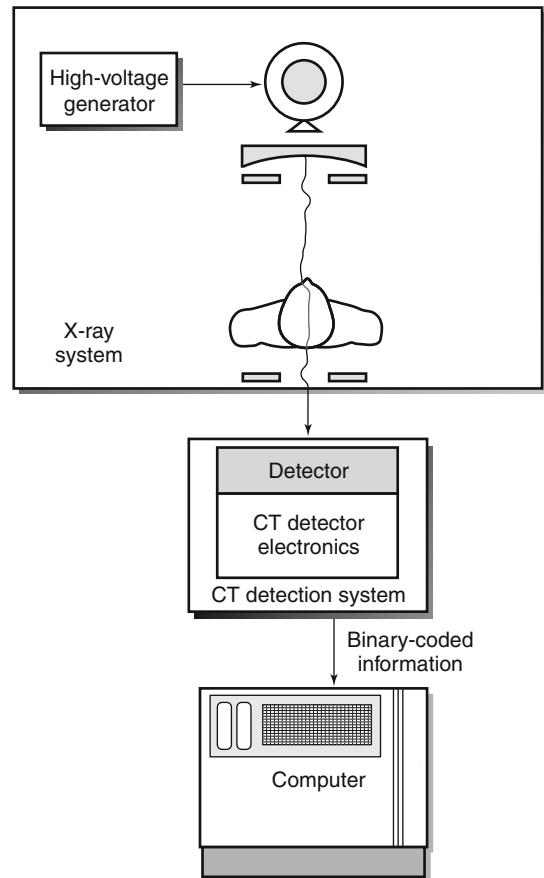 High-voltage
generator
X-ray
system
Detector
CT detector
electronics
CT detection system
Binary-coded
information
Computer